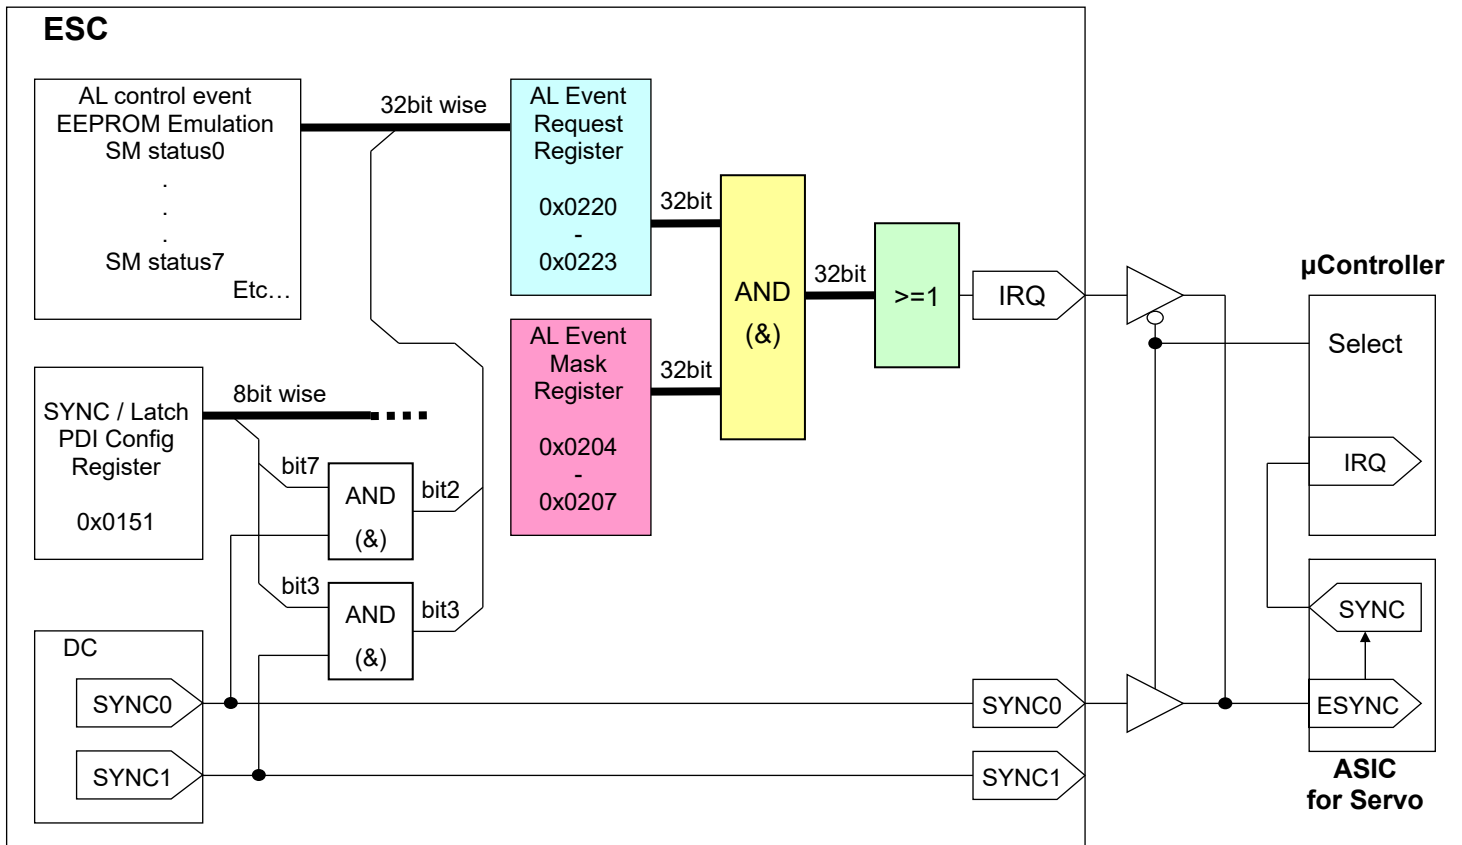 ESC
AL control event
EEPROM Emulation
SM status0
.
.
.
SM status7
Etc…
32bit wise
AL Event
Request
Register
0x0220
-
0x0223
32bit
AL Event
Mask
Register
0x0204
-
0x0207
32bit
AND
(&)
32bit
>=1
IRQ
µController
Select
IRQ
SYNC / Latch
PDI Config
Register
0x0151
8bit wise
bit7
AND
(&)
bit2
bit3
AND
(&)
bit3
DC
SYNC0
SYNC1
SYNC0
SYNC1
SYNC
ESYNC
ASIC
for Servo